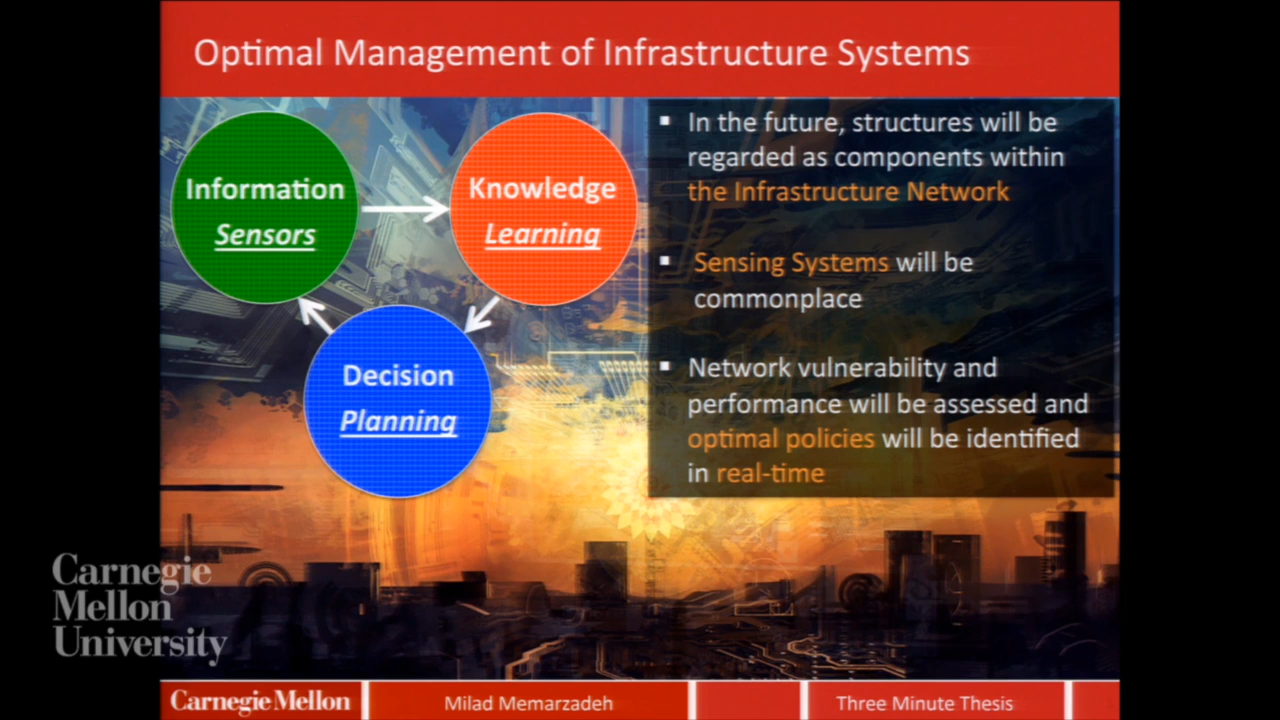 Optimal Management of Infrastructure Systems
Information
Sensors
Knowledge
Learning
Decision
Planning
▪ In the future, structures will be
regarded as components within
the Infrastructure Network
▪ Sensing Systems will be
commonplace
▪ Network vulnerability and
performance will be assessed and
optimal policies will be identified
in real-time
Carnegie
Mellon
University
Carnegie Mellon
Milad Memarzadeh
Three Minute Thesis